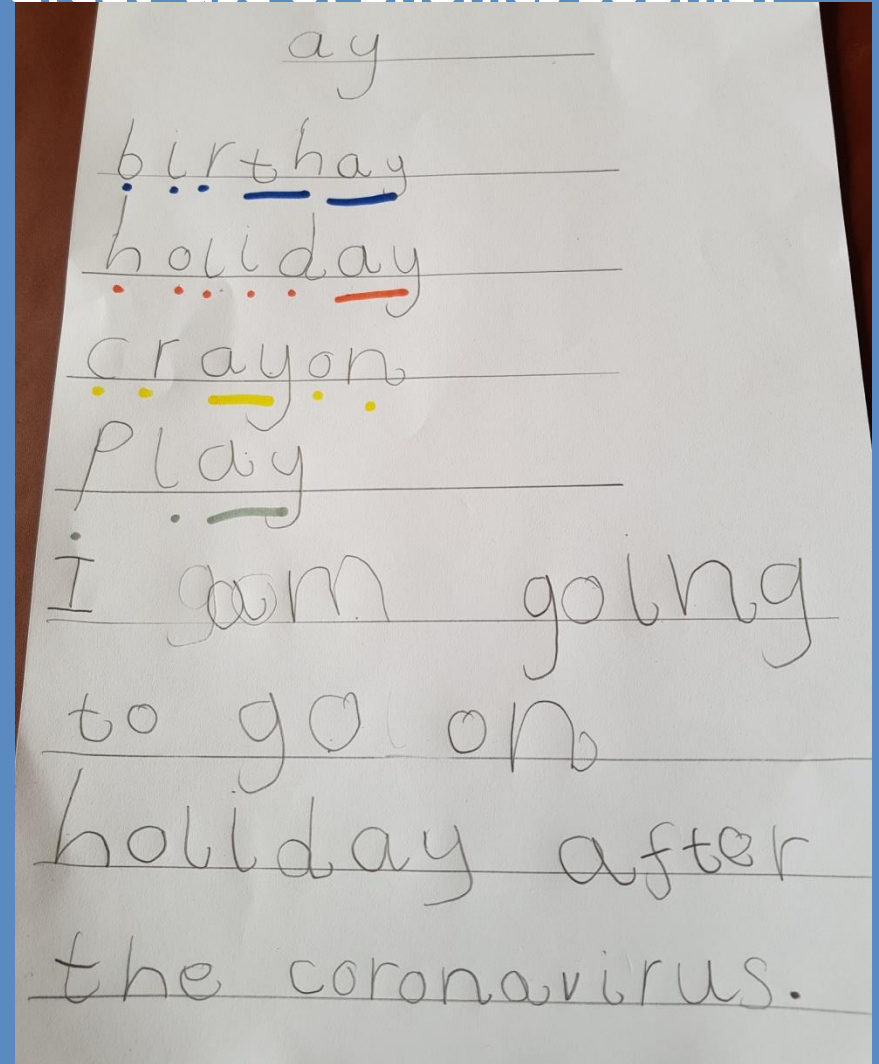 ay
birthay
holiday
crayon
Play
I am going
to go on
holiday after
the coronavirus.